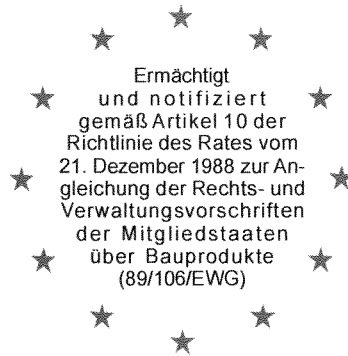 Ermächtigt
und notifiziert
gemäß Artikel 10 der
Richtlinie des Rates vom
21. Dezember 1988 zur An-
gleichung der Rechts- und
Verwaltungsvorschriften
der Mitgliedstaaten
über Bauprodukte
(89/106/EWG)